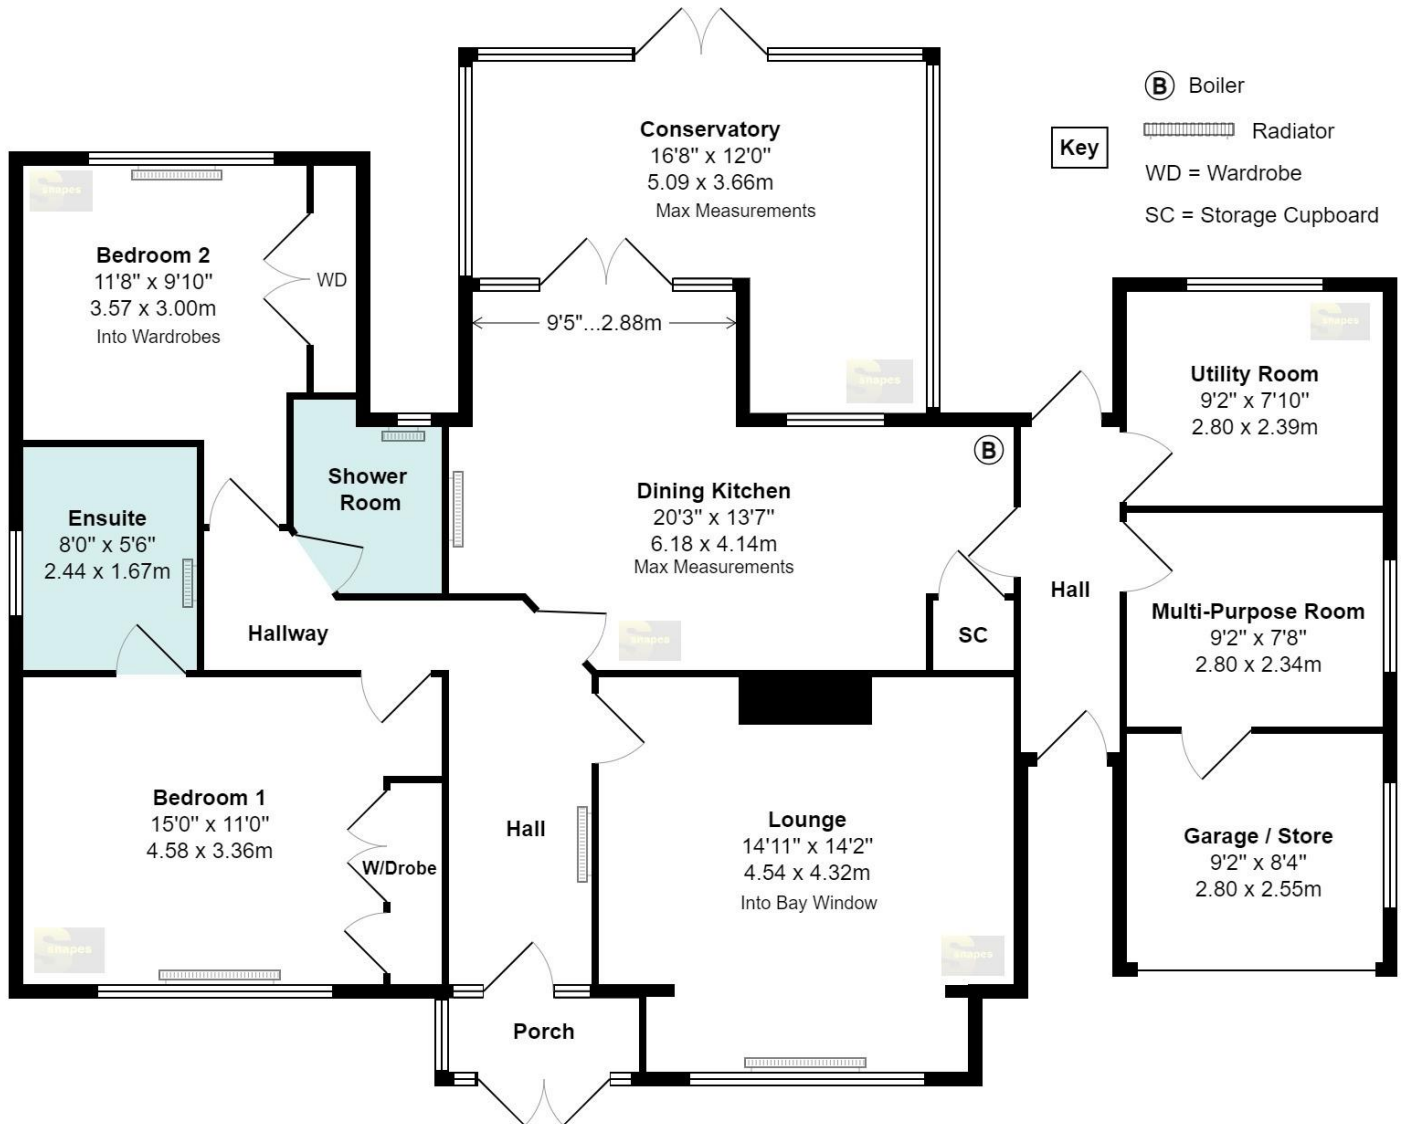 B Boiler
Key
Radiator
WD = Wardrobe
SC = Storage Cupboard
Conservatory
16'8" x 12'0"
5.09 x 3.66m
Max Measurements
Bedroom 2
11'8" x 9'10"
3.57 x 3.00m
Into Wardrobes
WD
9'5"...2.88m
Utility Room
9'2" x 7'10"
2.80 x 2.39m
Shower
Room
B
Dining Kitchen
20'3" x 13'7"
6.18 x 4.14m
Max Measurements
Ensuite
8'0" x 5'6"
2.44 x 1.67m
Hall
Multi-Purpose Room
9'2" x 7'8"
2.80 x 2.34m
Hallway
SC
Bedroom 1
15'0" x 11'0"
4.58 x 3.36m
W/Drobe
Hall
Lounge
14'11" x 14'2"
4.54 x 4.32m
Into Bay Window
Garage / Store
9'2" x 8'4"
2.80 x 2.55m
Porch
snapes
snapes
snapes
snapes
snapes
snapes